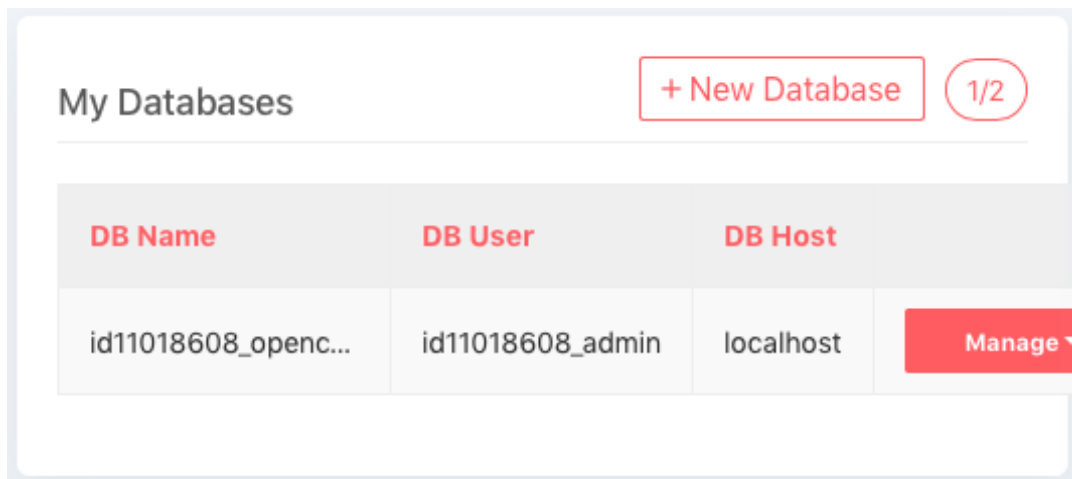 My Databases
+ New Database
1/2
DB Name DB User DB Host
id11018608_openc... id11018608_admin localhost Manage